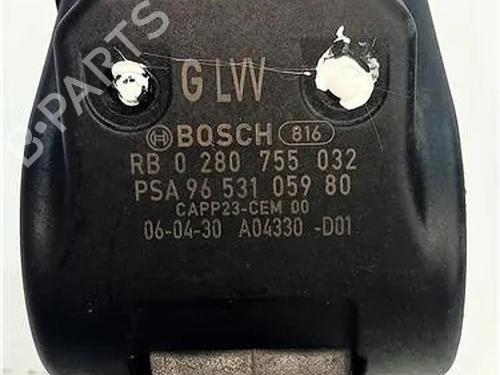 B-PARTS
G LVV
BOSCH 816
RB 0 280 755 032
PSA 96 531 059 80
CAPP23-CEM 00
06-04-30 A04330 -D01